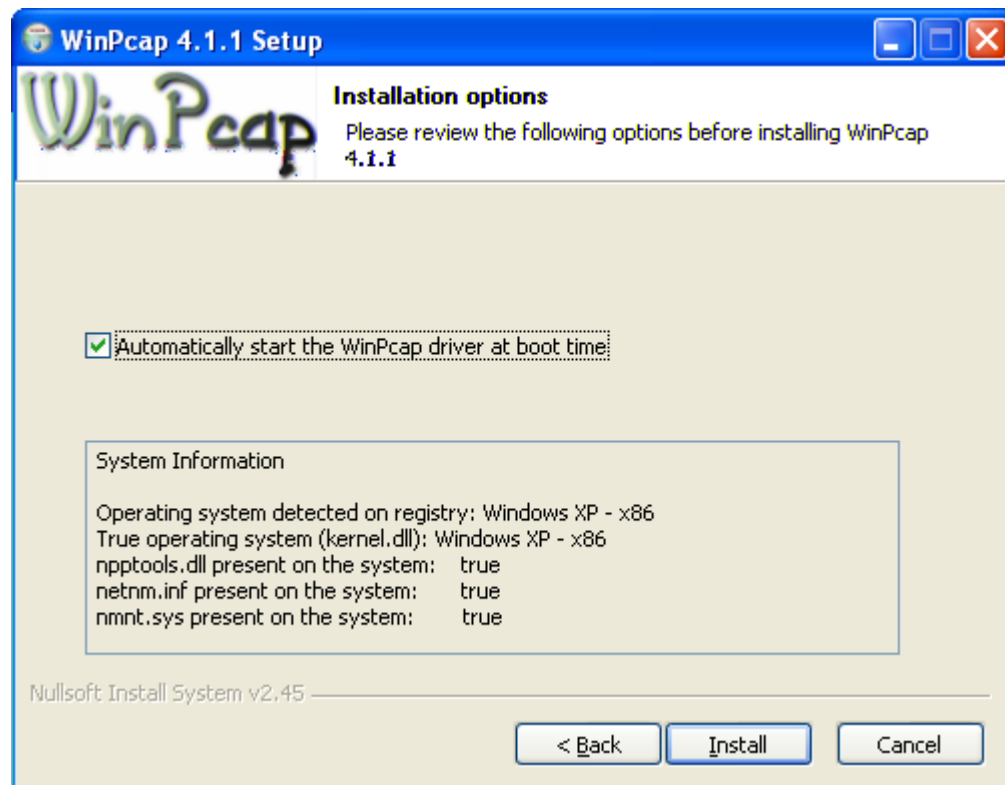 WinPcap 4.1.1 Setup
WinPcap
Installation options
Please review the following options before installing WinPcap
4.1.1
Automatically start the WinPcap driver at boot time
System Information
Operating system detected on registry: Windows XP - x86
True operating system (kernel.dll): Windows XP - x86
npptools.dll present on the system: true
netnm.inf present on the system: true
nmnt.sys present on the system: true
Nullsoft Install System v2.45
< Back
Install
Cancel